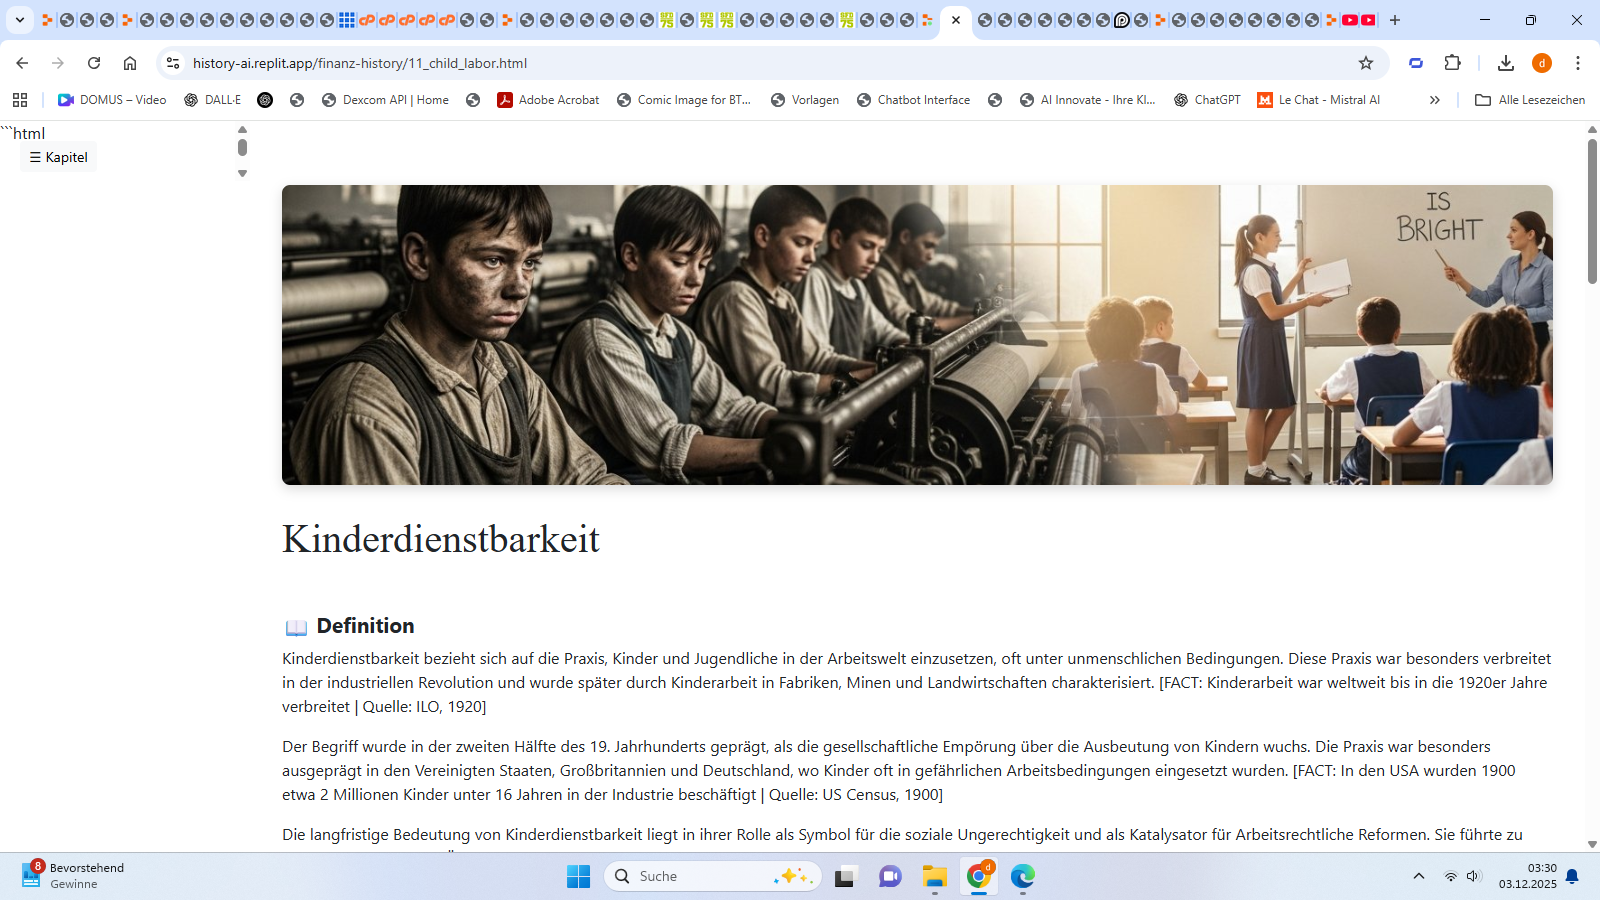 history-ai.replit.app/finanz-history/11_child_labor.html
d
DOMUS – Video
DALL·E
Dexcom API | Home
Adobe Acrobat
Comic Image for BT...
Vorlagen
Chatbot Interface
AI Innovate - Ihre KI...
ChatGPT
Le Chat - Mistral AI
Alle Lesezeichen
```html
☰ Kapitel
IS
BRIGHT
Kinderdienstbarkeit
📖 Definition
Kinderdienstbarkeit bezieht sich auf die Praxis, Kinder und Jugendliche in der Arbeitswelt einzusetzen, oft unter unmenschlichen Bedingungen. Diese Praxis war besonders verbreitet
in der industriellen Revolution und wurde später durch Kinderarbeit in Fabriken, Minen und Landwirtschaften charakterisiert. [FACT: Kinderarbeit war weltweit bis in die 1920er Jahre
verbreitet | Quelle: ILO, 1920]
Der Begriff wurde in der zweiten Hälfte des 19. Jahrhunderts geprägt, als die gesellschaftliche Empörung über die Ausbeutung von Kindern wuchs. Die Praxis war besonders
ausgeprägt in den Vereinigten Staaten, Großbritannien und Deutschland, wo Kinder oft in gefährlichen Arbeitsbedingungen eingesetzt wurden. [FACT: In den USA wurden 1900
etwa 2 Millionen Kinder unter 16 Jahren in der Industrie beschäftigt | Quelle: US Census, 1900]
Die langfristige Bedeutung von Kinderdienstbarkeit liegt in ihrer Rolle als Symbol für die soziale Ungerechtigkeit und als Katalysator für Arbeitsrechtliche Reformen. Sie führte zu
8
Bevorstehend
Gewinne
Suche
d
03:30
03.12.2025